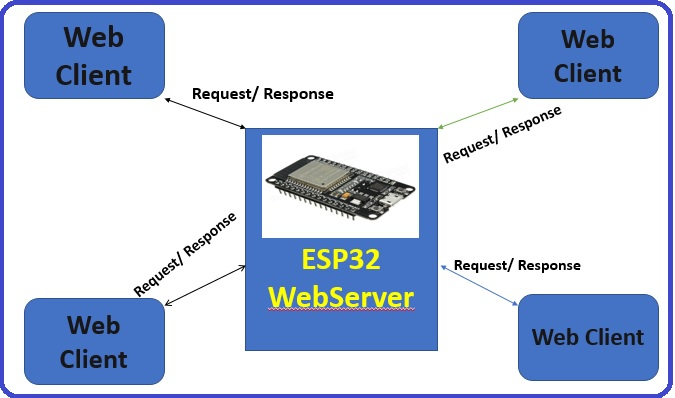 Web
Client
Request/ Response
Web
Client
Request/ Response
ESP32
WebServer
Request/ Response
Web
Client
Request/ Response
Web Client